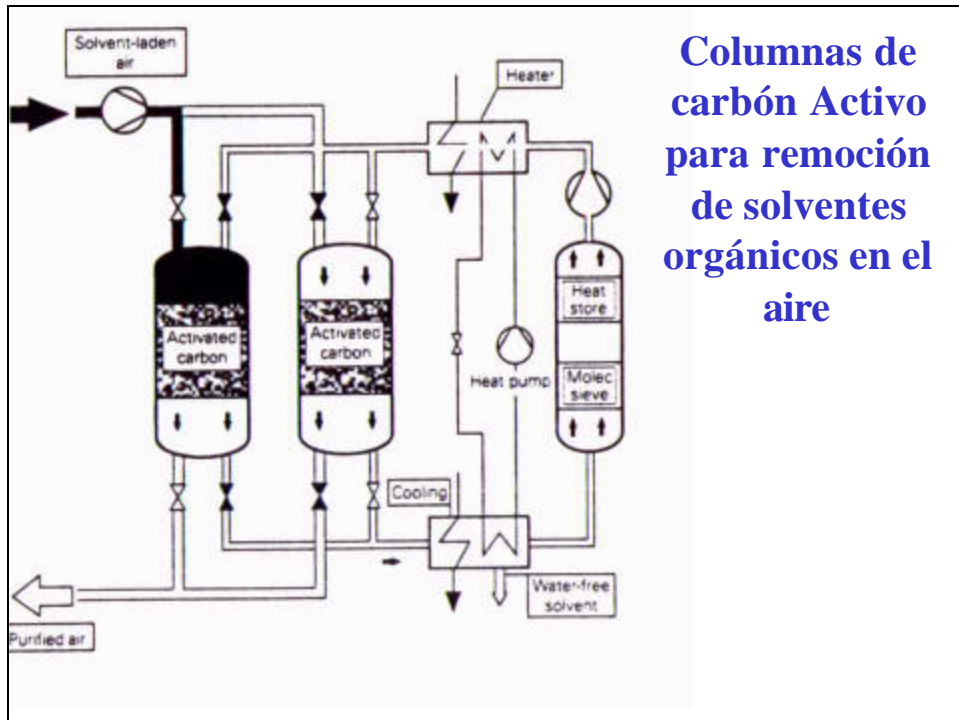 Solvent-laden
air
Heater
Columnas de
carbón Activo
para remoción
de solventes
orgánicos en el
aire
Activated
carbon
Activated
carbon
Heat
store
Heat pump
Molec
sieve
Cooling
Water-free
solvent
Purified air